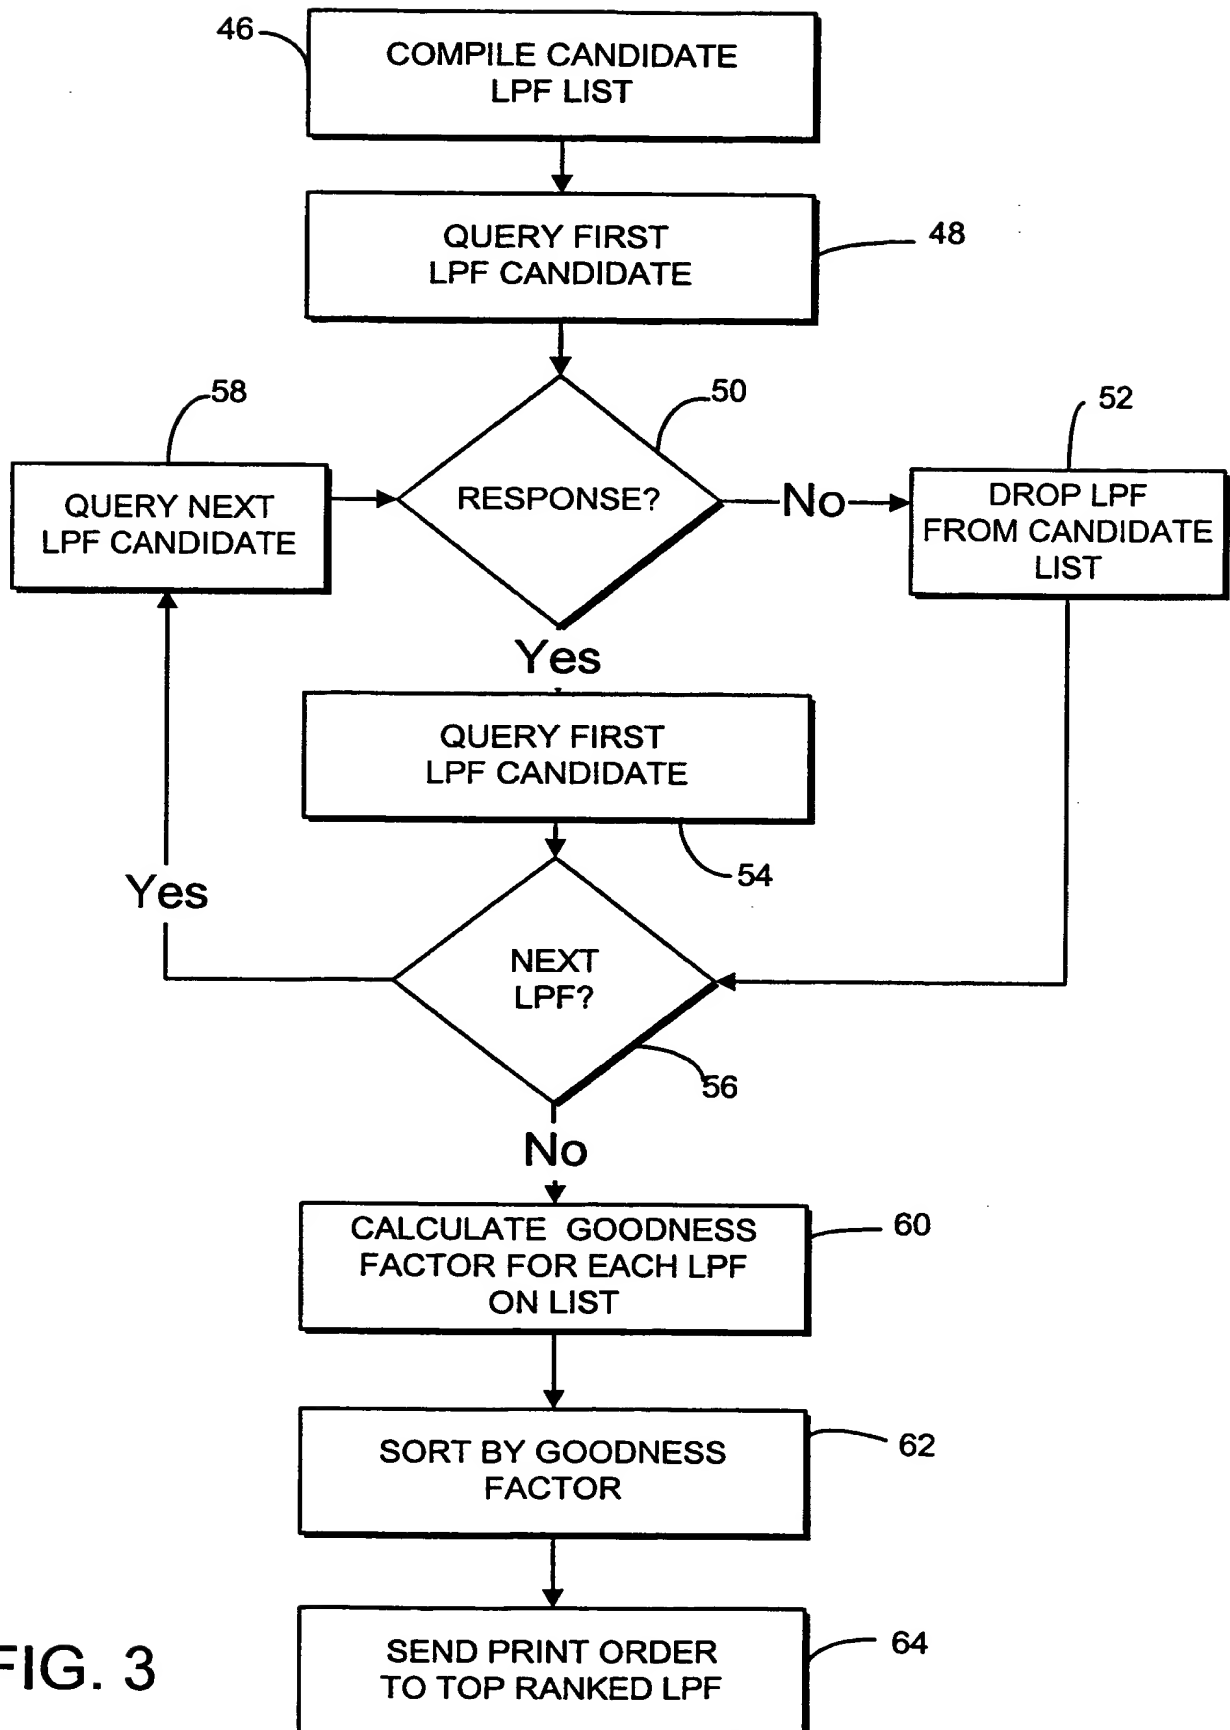 46
COMPILE CANDIDATE
LPF LIST
QUERY FIRST
LPF CANDIDATE
48
58
50
52
QUERY NEXT
LPF CANDIDATE
RESPONSE?
No
DROP LPF
FROM CANDIDATE
LIST
Yes
QUERY FIRST
LPF CANDIDATE
54
Yes
NEXT
LPF?
56
No
CALCULATE GOODNESS
FACTOR FOR EACH LPF
ON LIST
60
SORT BY GOODNESS
FACTOR
62
SEND PRINT ORDER
TO TOP RANKED LPF
64
FIG. 3